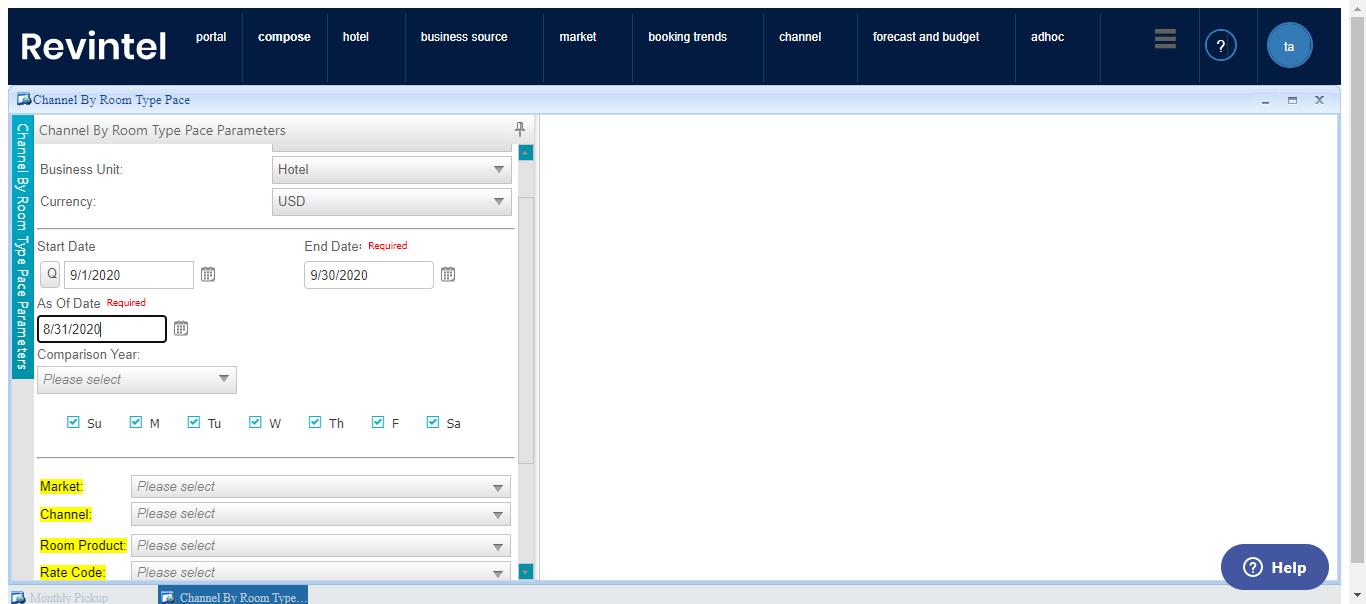 Revintel
portal compose hotel business source market booking trends channel forecast and budget adhoc ? ta
Channel By Room Type Pace
Channel By Room Type Pace Parameters
Channel By Room Type Pace Parameters
Business Unit: Hotel
Currency: USD
Start Date End Date: Required
Q 9/1/2020 9/30/2020
As Of Date Required
8/31/2020
Comparison Year:
Please select
Su M Tu W Th F Sa
Market: Please select
Channel: Please select
Room Product: Please select
Rate Code: Please select
? Help
Monthly Pickup Channel By Room Type...